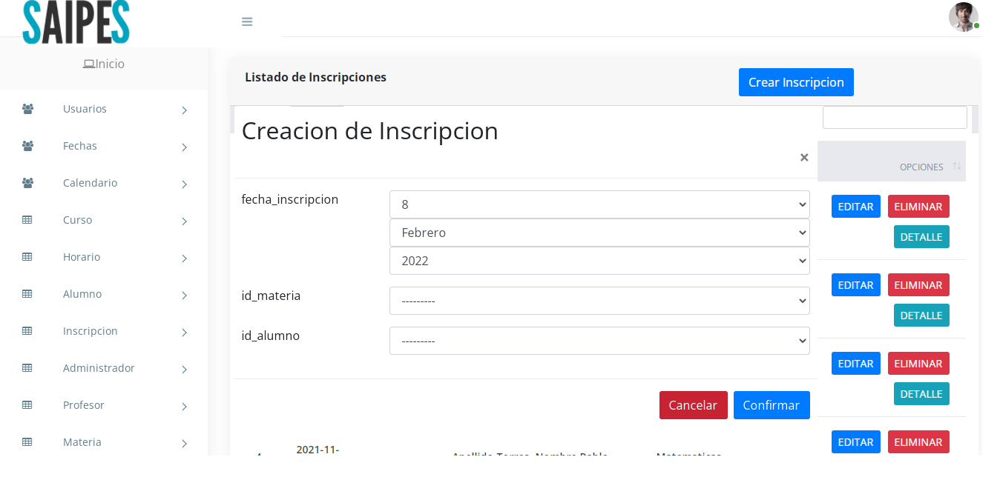 SAIPES
Inicio
Usuarios
Fechas
Calendario
Curso
Horario
Alumno
Inscripcion
Administrador
Profesor
Materia
Listado de Inscripciones
Crear Inscripcion
Creacion de Inscripcion
×
fecha_inscripcion
8
Febrero
2022
id_materia
---------
id_alumno
---------
Cancelar Confirmar
OPCIONES
EDITAR ELIMINAR
DETALLE
EDITAR ELIMINAR
DETALLE
EDITAR ELIMINAR
DETALLE
EDITAR ELIMINAR
2021-11-
Apellido Torres, Nombre Pablo
Matematicas